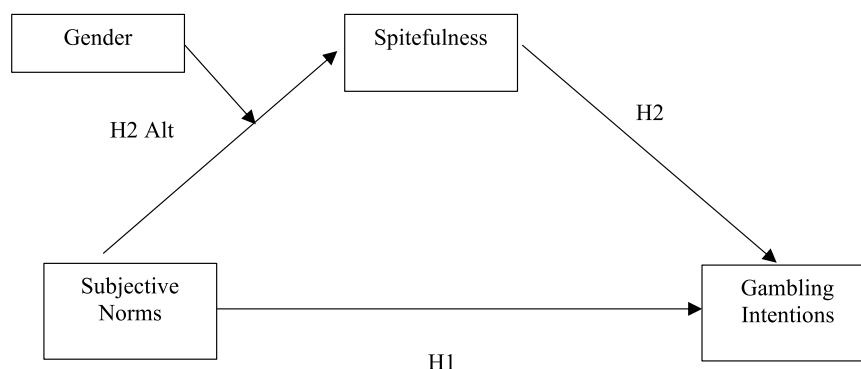 Gender
Spitefulness
H2 Alt
H2
Subjective
Norms
Gambling
Intentions
H1